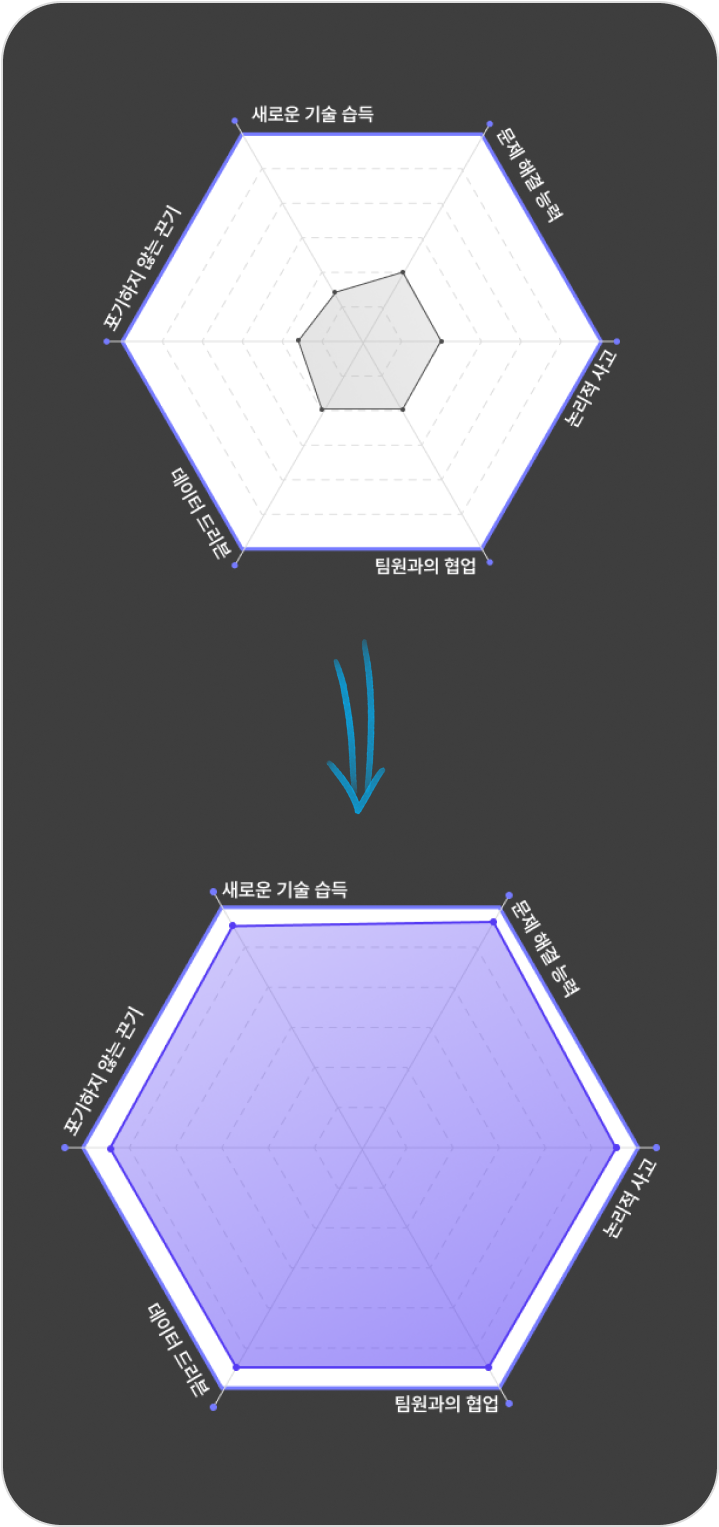 새로운 기술 습득
문제 해결 능력
포기하지 않는 끈기
논리적 사고
데이터 드리븐
팀원과의 협업
새로운 기술 습득
문제 해결 능력
포기하지 않는 끈기
논리적 사고
데이터 드리븐
팀원과의 협업